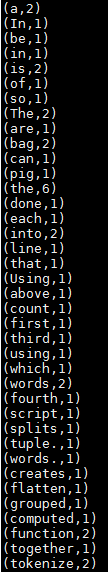 (a,2)
(In,1)
(be,1)
(in,1)
(is,2)
(of,1)
(so,1)
(The,2)
(are,1)
(bag,2)
(can,1)
(pig,1)
(the,6)
(done,1)
(each,1)
(into,2)
(line,1)
(that,1)
(Using,1)
(above,1)
(count,1)
(first,1)
(third,1)
(using,1)
(which,1)
(words,2)
(fourth,1)
(script,1)
(splits,1)
(tuple.,1)
(words.,1)
(creates,1)
(flatten,1)
(grouped,1)
(computed,1)
(function,2)
(together,1)
(tokenize,2)